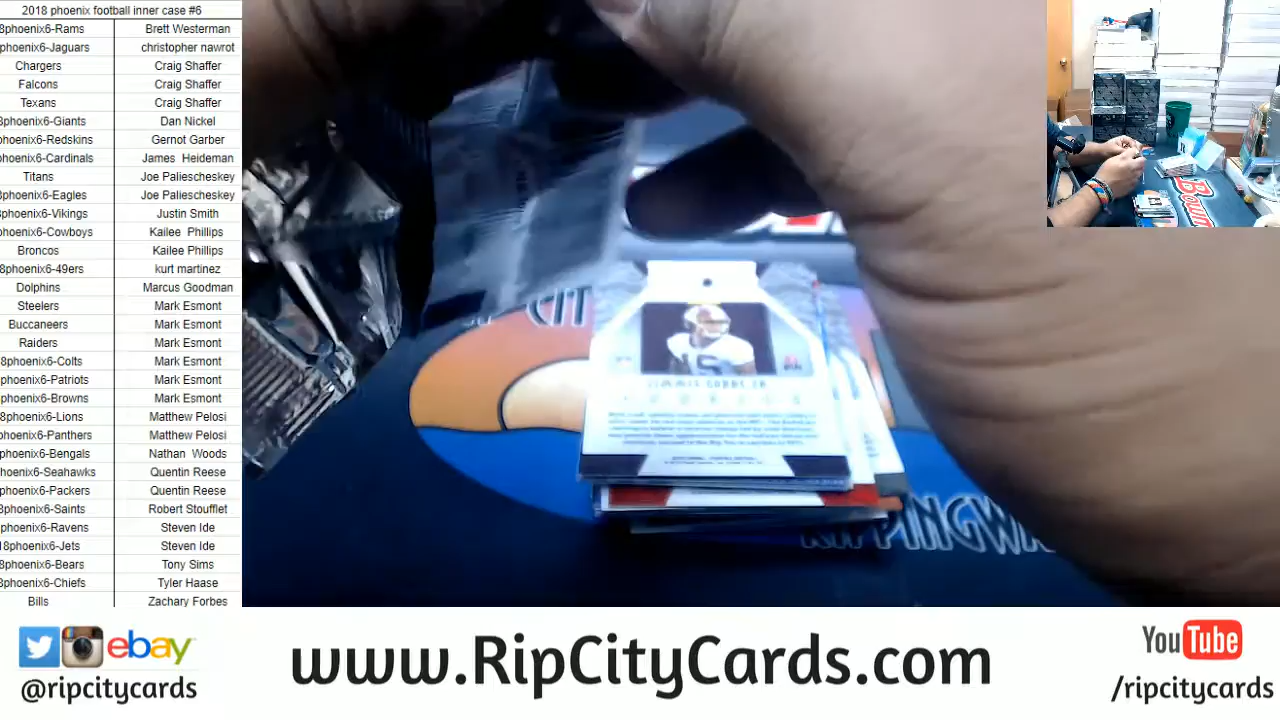 2018 phoenix football inner case #6
8phoenix6-Rams Brett Westerman
phoenix6-Jaguars christopher nawrot
Chargers Craig Shaffer
Falcons Craig Shaffer
Texans Craig Shaffer
8phoenix6-Giants Dan Nickel
phoenix6-Redskins Gernot Garber
phoenix6-Cardinals James Heideman
Titans Joe Paliescheskey
8phoenix6-Eagles Joe Paliescheskey
8phoenix6-Vikings Justin Smith
phoenix6-Cowboys Kailee Phillips
Broncos Kailee Phillips
8phoenix6-49ers kurt martinez
Dolphins Marcus Goodman
Steelers Mark Esmont
Buccaneers Mark Esmont
Raiders Mark Esmont
8phoenix6-Colts Mark Esmont
phoenix6-Patriots Mark Esmont
phoenix6-Browns Mark Esmont
8phoenix6-Lions Matthew Pelosi
phoenix6-Panthers Matthew Pelosi
phoenix6-Bengals Nathan Woods
hoenix6-Seahawks Quentin Reese
phoenix6-Packers Quentin Reese
8phoenix6-Saints Robert Stoufflet
phoenix6-Ravens Steven Ide
18phoenix6-Jets Steven Ide
8phoenix6-Bears Tony Sims
8phoenix6-Chiefs Tyler Haase
Bills Zachary Forbes
15
RIPPINGWA
Boun
ebay
@ripcitycards
www.RipCityCards.com
YouTube
/ripcitycards